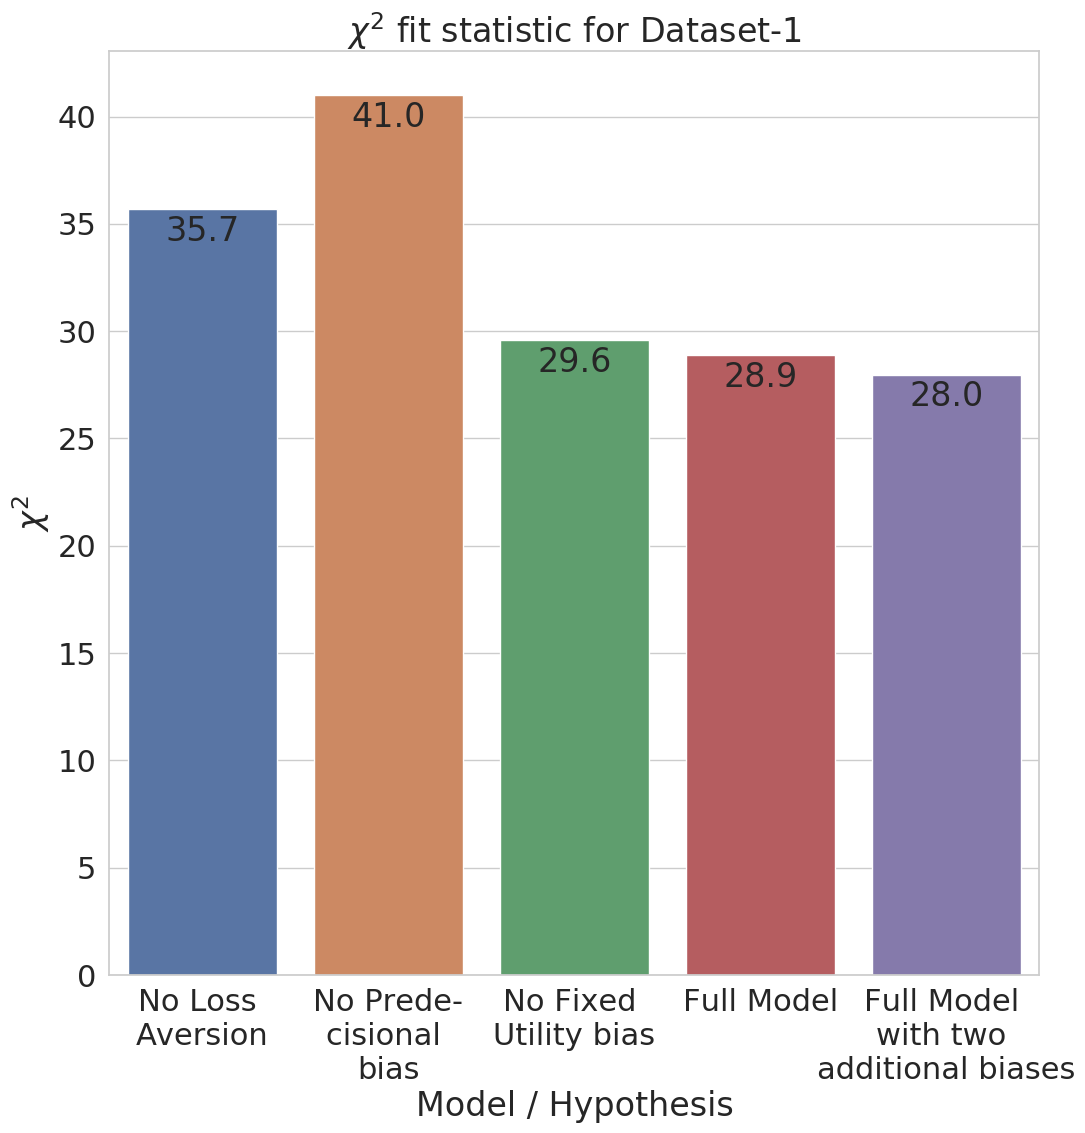 χ² fit statistic for Dataset-1
40
35
30
25
20
15
10
5
0
χ²
35.7
41.0
29.6
28.9
28.0
No Loss
Aversion
No Prede-
cisional
bias
No Fixed
Utility bias
Full Model
Full Model
with two
additional biases
Model / Hypothesis